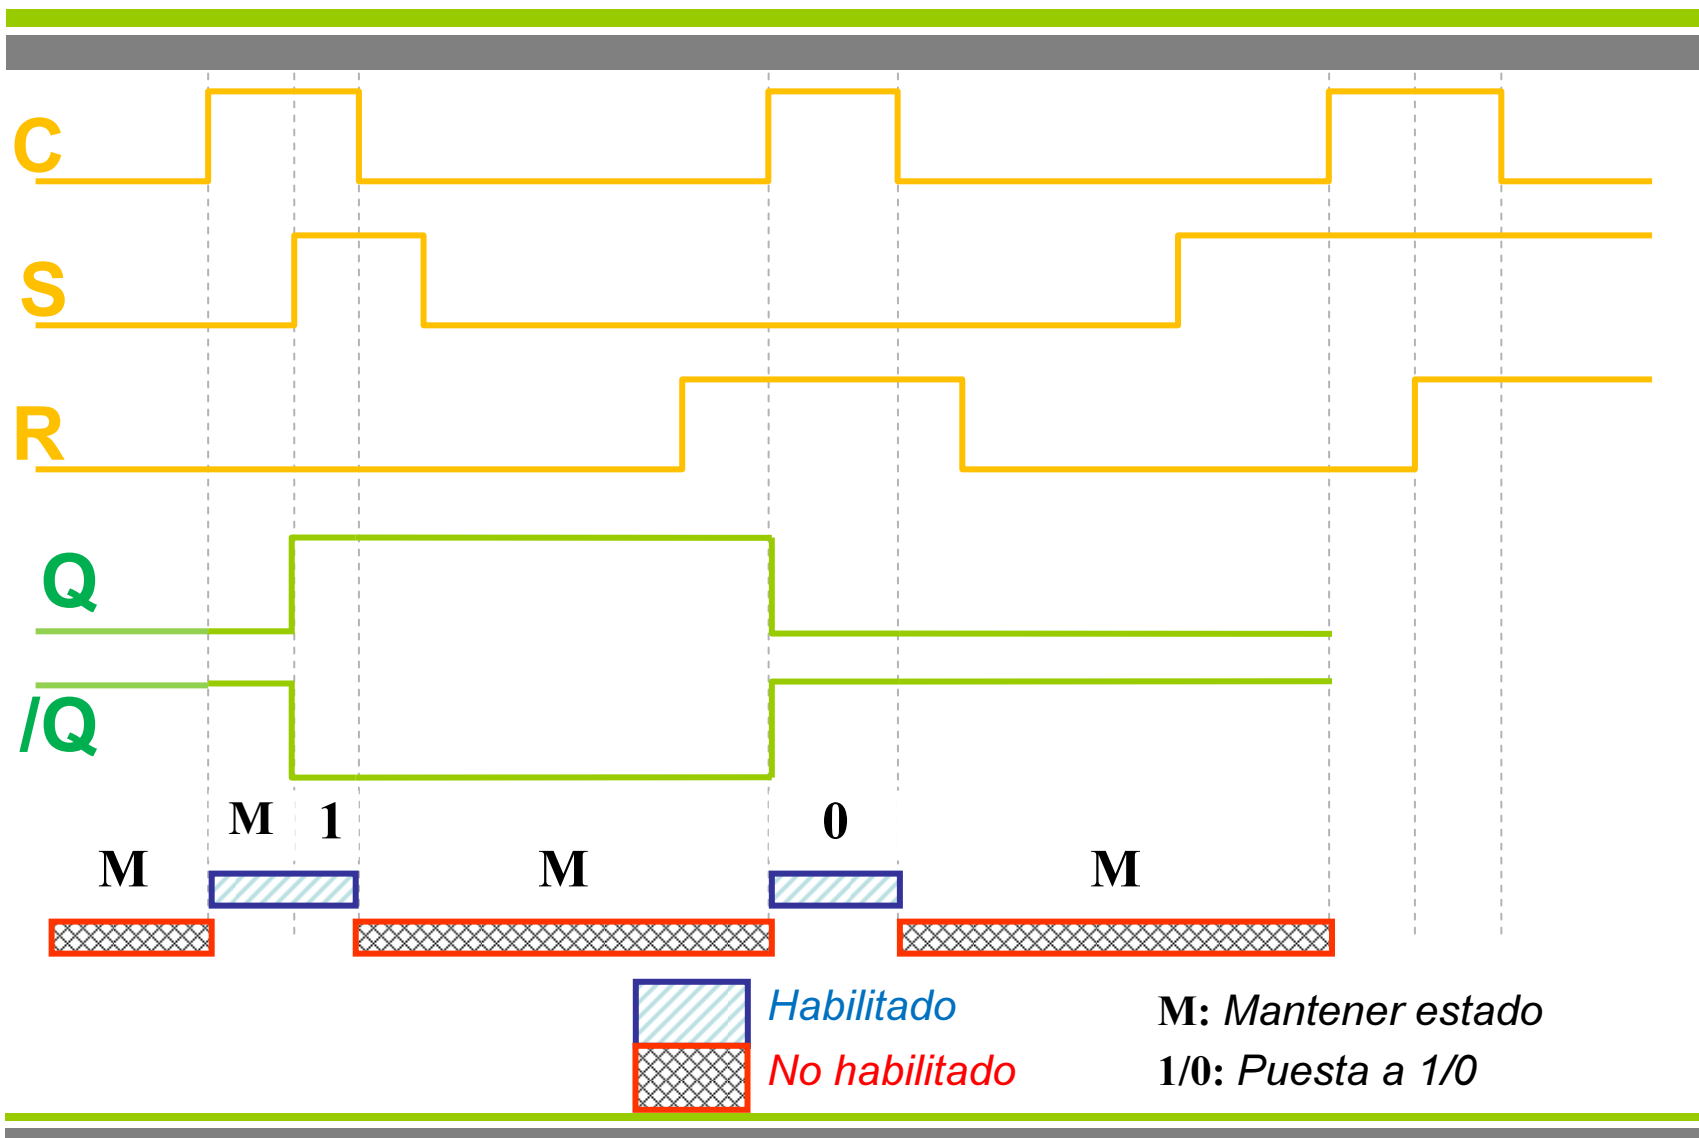 C
S
R
Q
/Q
M 1 0
M M M
Habilitado
M: Mantener estado
No habilitado
1/0: Puesta a 1/0